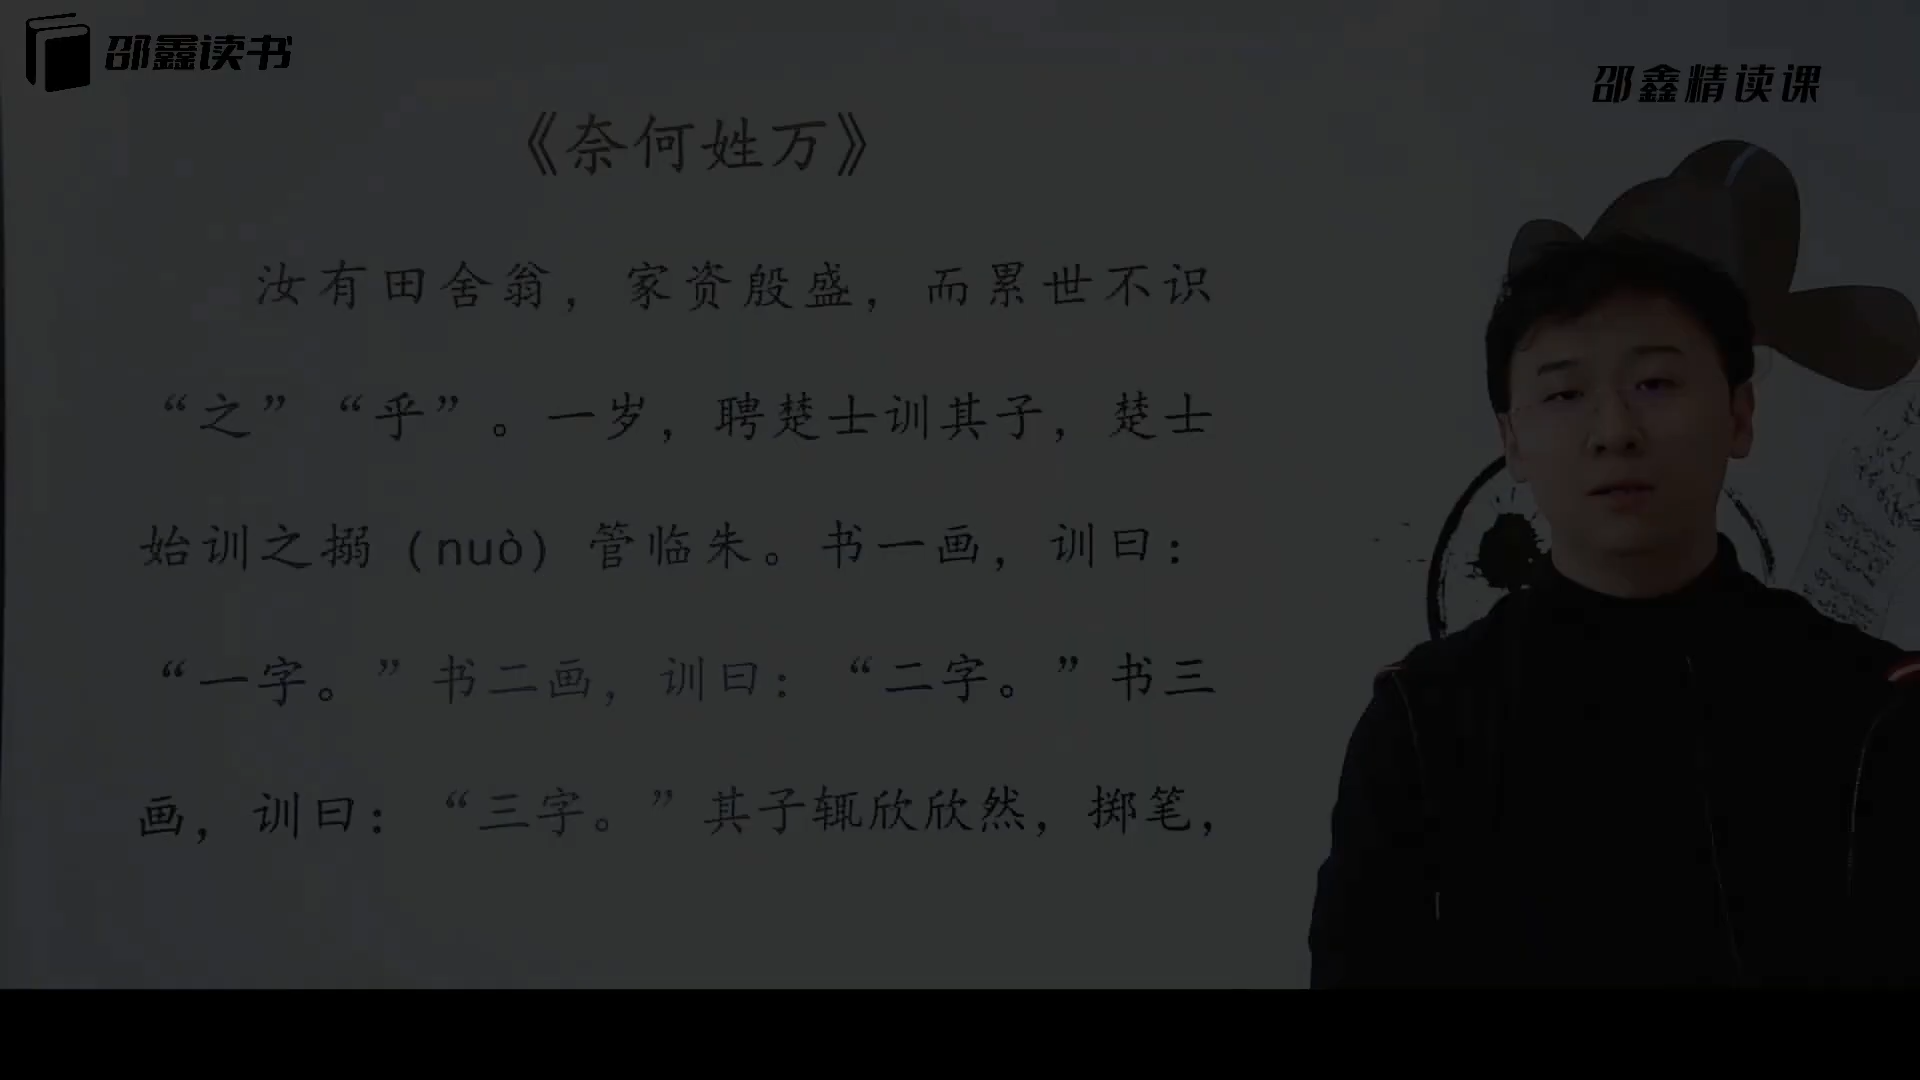 邵鑫读书
邵鑫精读课
《奈何姓万》
汝有田舍翁，家资殷盛，而累世不识
“之”“乎”。一岁，聘楚士训其子，楚士
始训之搦（nuò）管临朱。书一画，训曰：
“一字。”书二画，训曰：“二字。”书三
画，训曰：“三字。”其子辄欣欣然，掷笔，